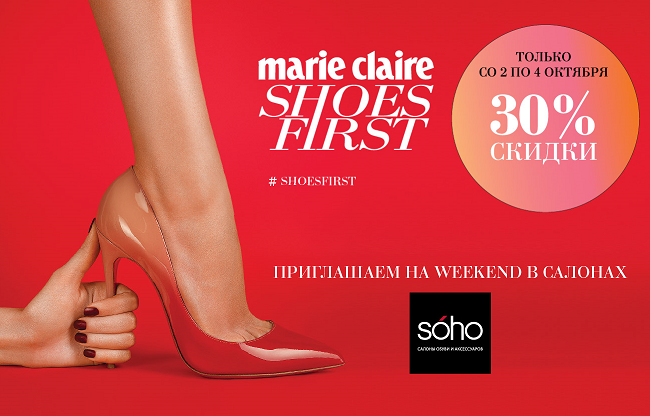 marie claire
SHOES
FIRST
# SHOESFIRST
ТОЛЬКО
СО 2 ПО 4 ОКТЯБРЯ
30%
СКИДКИ
ПРИГЛАШАЕМ НА WEEKEND В САЛОНАХ
sóho
САЛОНЫ ОБУВИ И АКСЕССУАРОВ